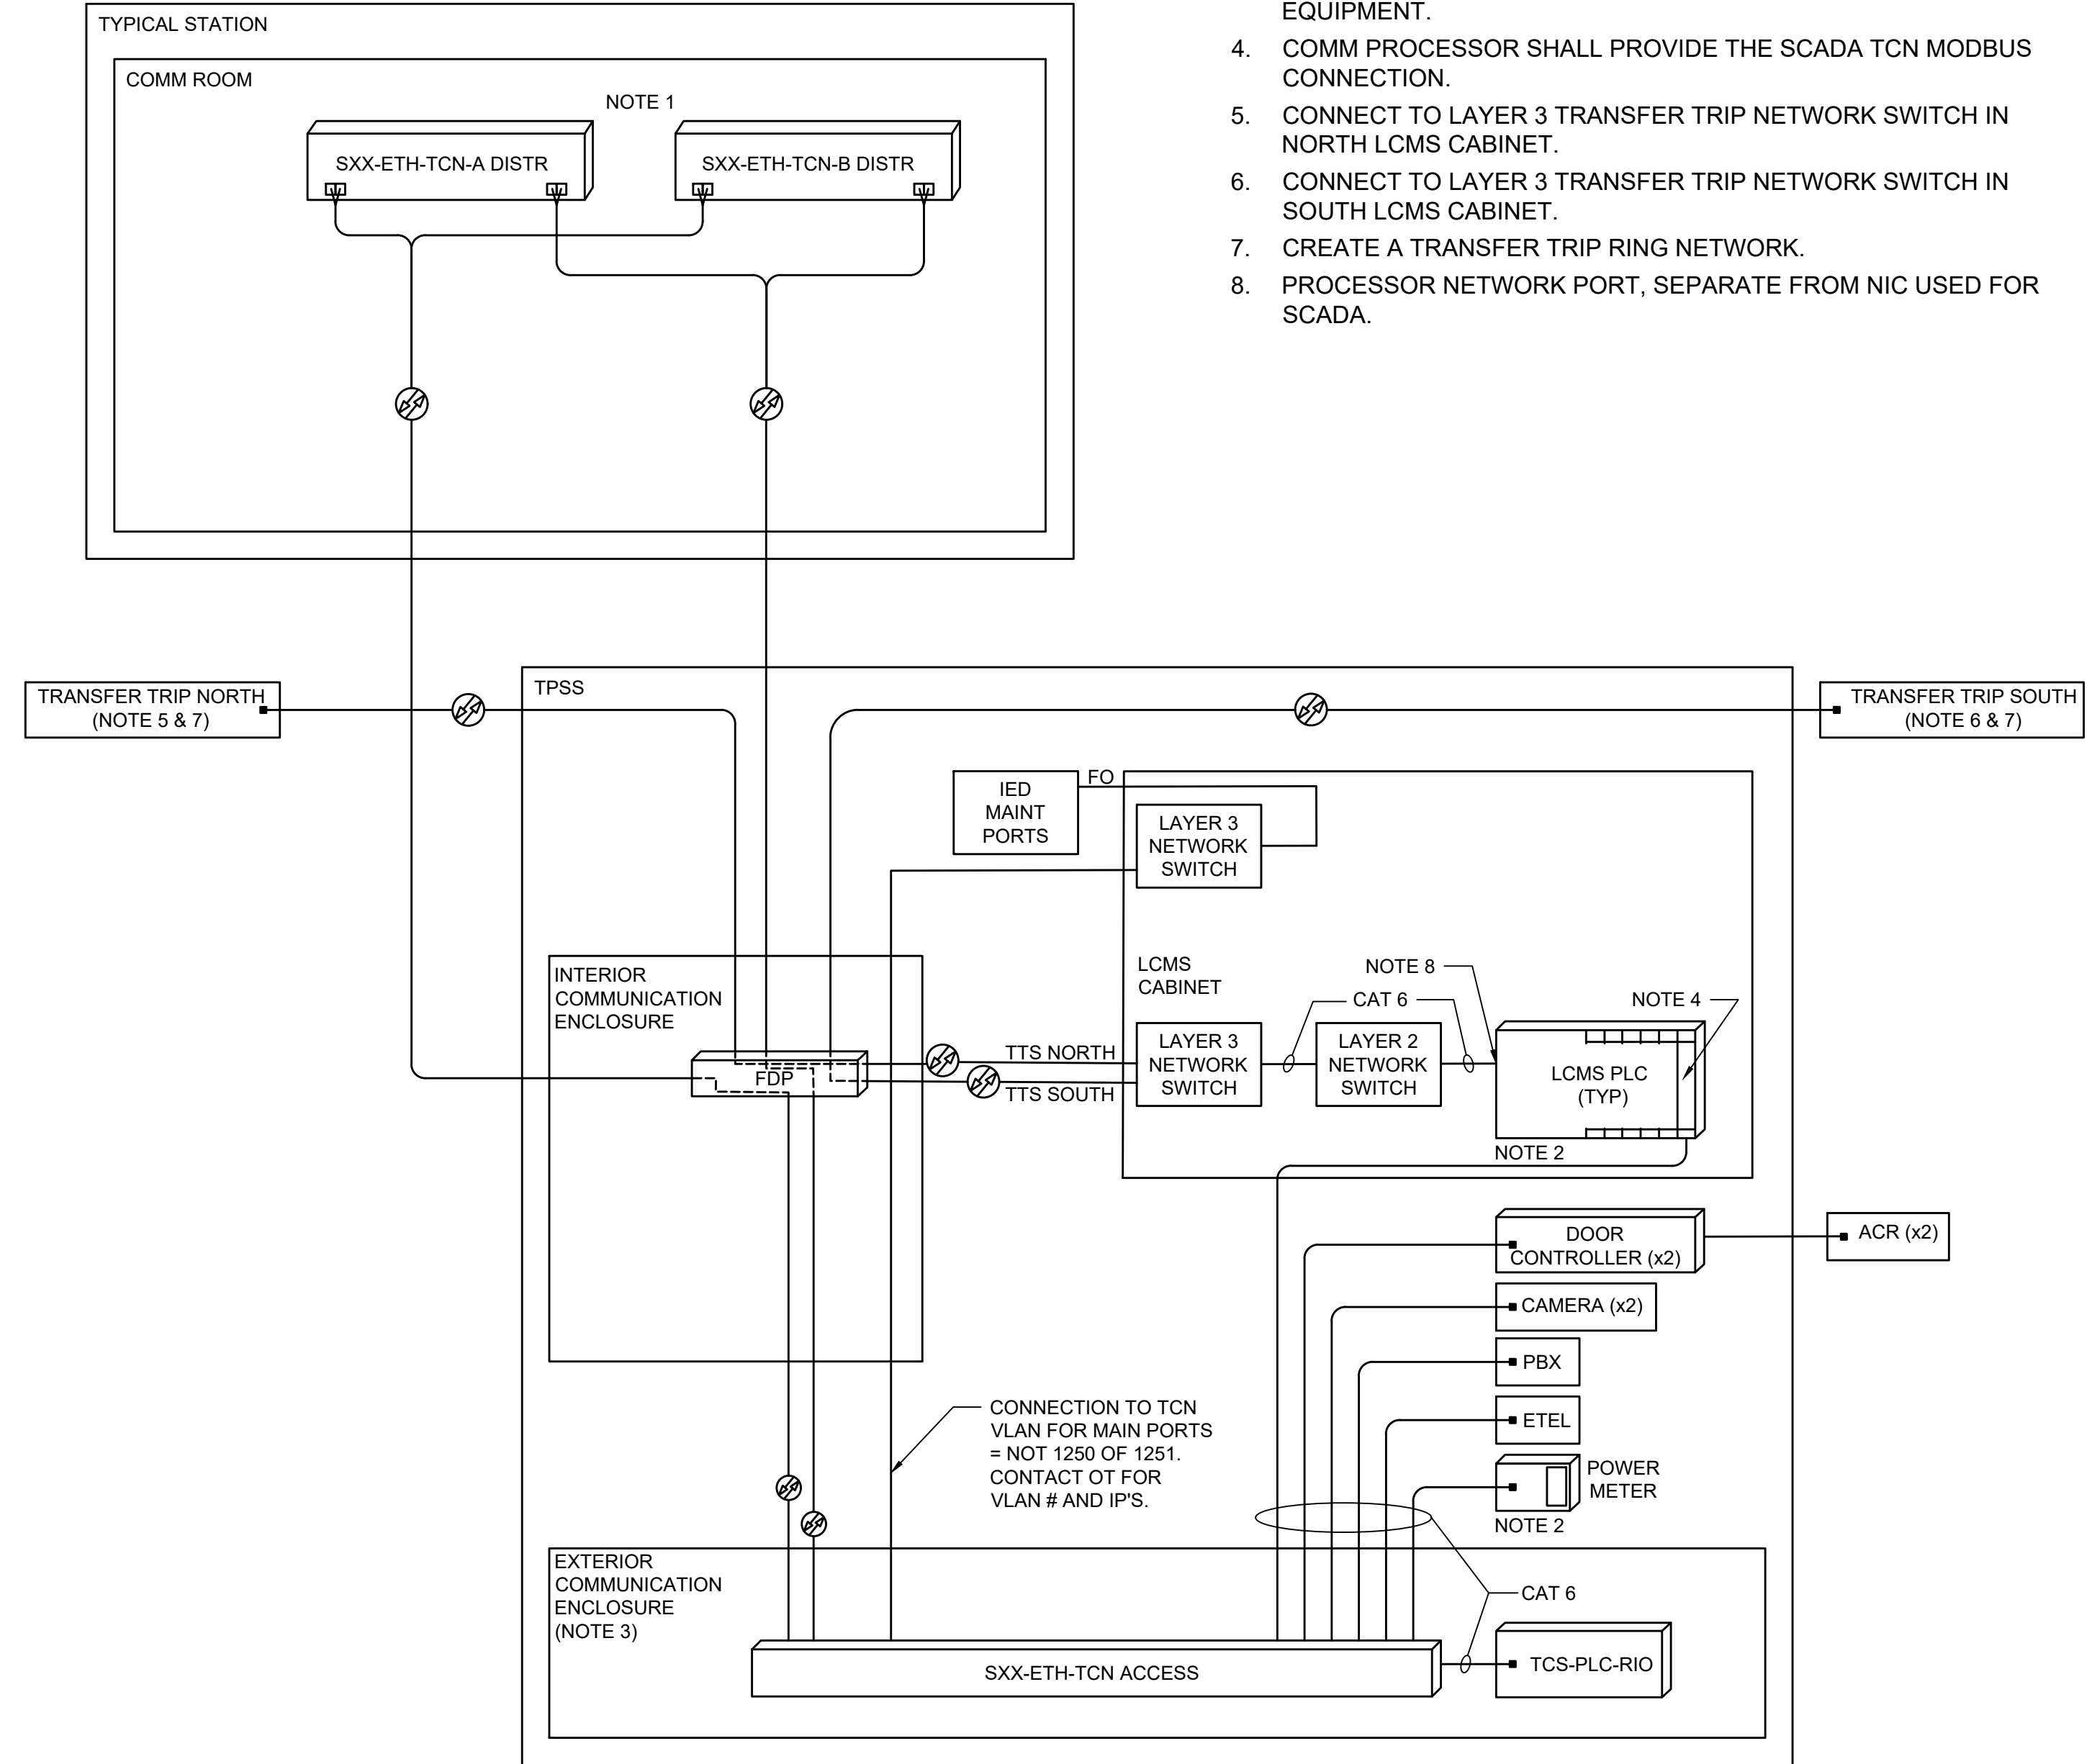 EQUIPMENT.
4. COMM PROCESSOR SHALL PROVIDE THE SCADA TCN MODBUS
CONNECTION.
5. CONNECT TO LAYER 3 TRANSFER TRIP NETWORK SWITCH IN
NORTH LCMS CABINET.
6. CONNECT TO LAYER 3 TRANSFER TRIP NETWORK SWITCH IN
SOUTH LCMS CABINET.
7. CREATE A TRANSFER TRIP RING NETWORK.
8. PROCESSOR NETWORK PORT, SEPARATE FROM NIC USED FOR
SCADA.
TYPICAL STATION
COMM ROOM
NOTE 1
SXX-ETH-TCN-A DISTR
SXX-ETH-TCN-B DISTR
TRANSFER TRIP NORTH
(NOTE 5 & 7)
TPSS
TRANSFER TRIP SOUTH
(NOTE 6 & 7)
IED
MAINT
PORTS
FO
LAYER 3
NETWORK
SWITCH
INTERIOR
COMMUNICATION
ENCLOSURE
LCMS
CABINET
NOTE 8
CAT 6
NOTE 4
FDP
TTS NORTH
TTS SOUTH
LAYER 3
NETWORK
SWITCH
LAYER 2
NETWORK
SWITCH
LCMS PLC
(TYP)
NOTE 2
DOOR
CONTROLLER (x2)
ACR (x2)
CAMERA (x2)
PBX
ETEL
POWER
METER
NOTE 2
CONNECTION TO TCN
VLAN FOR MAIN PORTS
= NOT 1250 OF 1251.
CONTACT OT FOR
VLAN # AND IP'S.
EXTERIOR
COMMUNICATION
ENCLOSURE
(NOTE 3)
CAT 6
SXX-ETH-TCN ACCESS
TCS-PLC-RIO